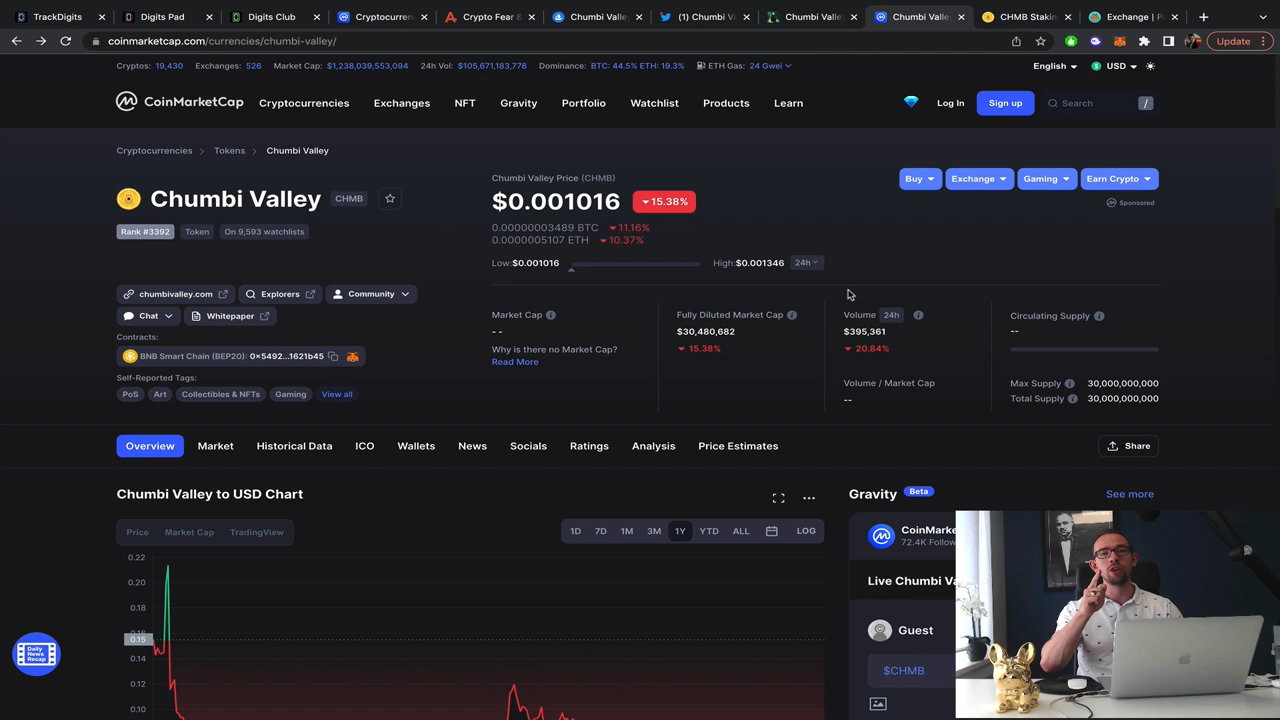 TrackDigits
Digits Pad
Digits Club
Cryptocurren
Crypto Fear &
Chumbi Valle
(1) Chumbi V
Chumbi Valle
Chumbi Valle
CHMB Stakin
Exchange | P
coinmarketcap.com/currencies/chumbi-valley/
Update
Cryptos: 19,430 Exchanges: 526 Market Cap: $1,238,039,553,094 24h Vol: $105,671,183,778 Dominance: BTC: 44.5% ETH: 19.3% ETH Gas: 24 Gwei
English USD
CoinMarketCap Cryptocurrencies Exchanges NFT Gravity Portfolio Watchlist Products Learn
Log In Sign up Search /
Cryptocurrencies > Tokens > Chumbi Valley
Chumbi Valley CHMB
Rank #3392 Token On 9,593 watchlists
chumbivalley.com Explorers Community
Chat Whitepaper
Contracts:
BNB Smart Chain (BEP20): 0x5492...1621b45
Self-Reported Tags:
PoS Art Collectibles & NFTs Gaming View all
Chumbi Valley Price (CHMB)
$0.001016 15.38%
0.00000003489 BTC 11.16%
0.0000005107 ETH 10.37%
Low: $0.001016 High: $0.001346 24h
Buy Exchange Gaming Earn Crypto
Sponsored
Market Cap
- -
Why is there no Market Cap?
Read More
Fully Diluted Market Cap
$30,480,682
15.38%
Volume 24h
$395,361
20.84%
Volume / Market Cap
--
Circulating Supply
--
Max Supply 30,000,000,000
Total Supply 30,000,000,000
Overview Market Historical Data ICO Wallets News Socials Ratings Analysis Price Estimates
Share
Chumbi Valley to USD Chart
Price Market Cap TradingView
1D 7D 1M 3M 1Y YTD ALL LOG
0.22
0.20
0.18
0.15
0.14
0.10
Gravity Beta See more
CoinMarke
72.4K Follow
Live Chumbi Va
Guest
$CHMB
Daily
News
Recap